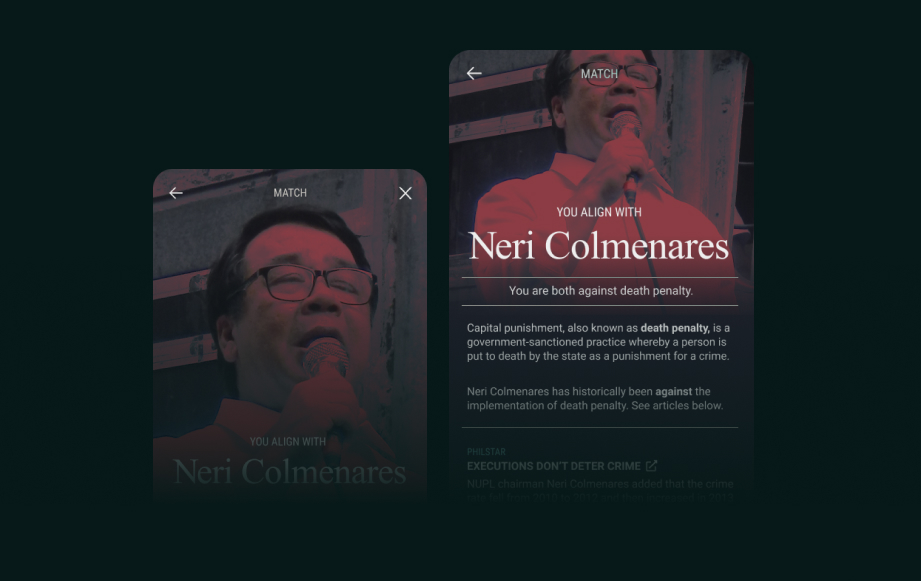 MATCH
YOU ALIGN WITH
Neri Colmenares
MATCH
YOU ALIGN WITH
Neri Colmenares
You are both against death penalty.
Capital punishment, also known as death penalty, is a
government-sanctioned practice whereby a person is
put to death by the state as a punishment for a crime.
Neri Colmenares has historically been against the
implementation of death penalty. See articles below.
PHILSTAR
EXECUTIONS DON'T DETER CRIME
NUPL chairman Neri Colmenares added that the crime